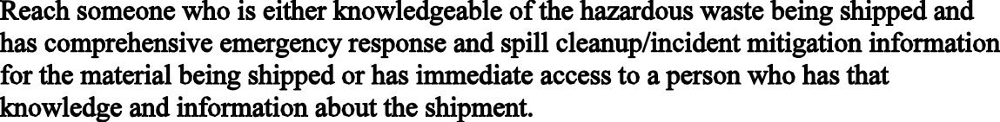 Reach someone who is either knowledgeable of the hazardous waste being shipped and
has comprehensive emergency response and spill cleanup/incident mitigation information
for the material being shipped or has immediate access to a person who has that
knowledge and information about the shipment.